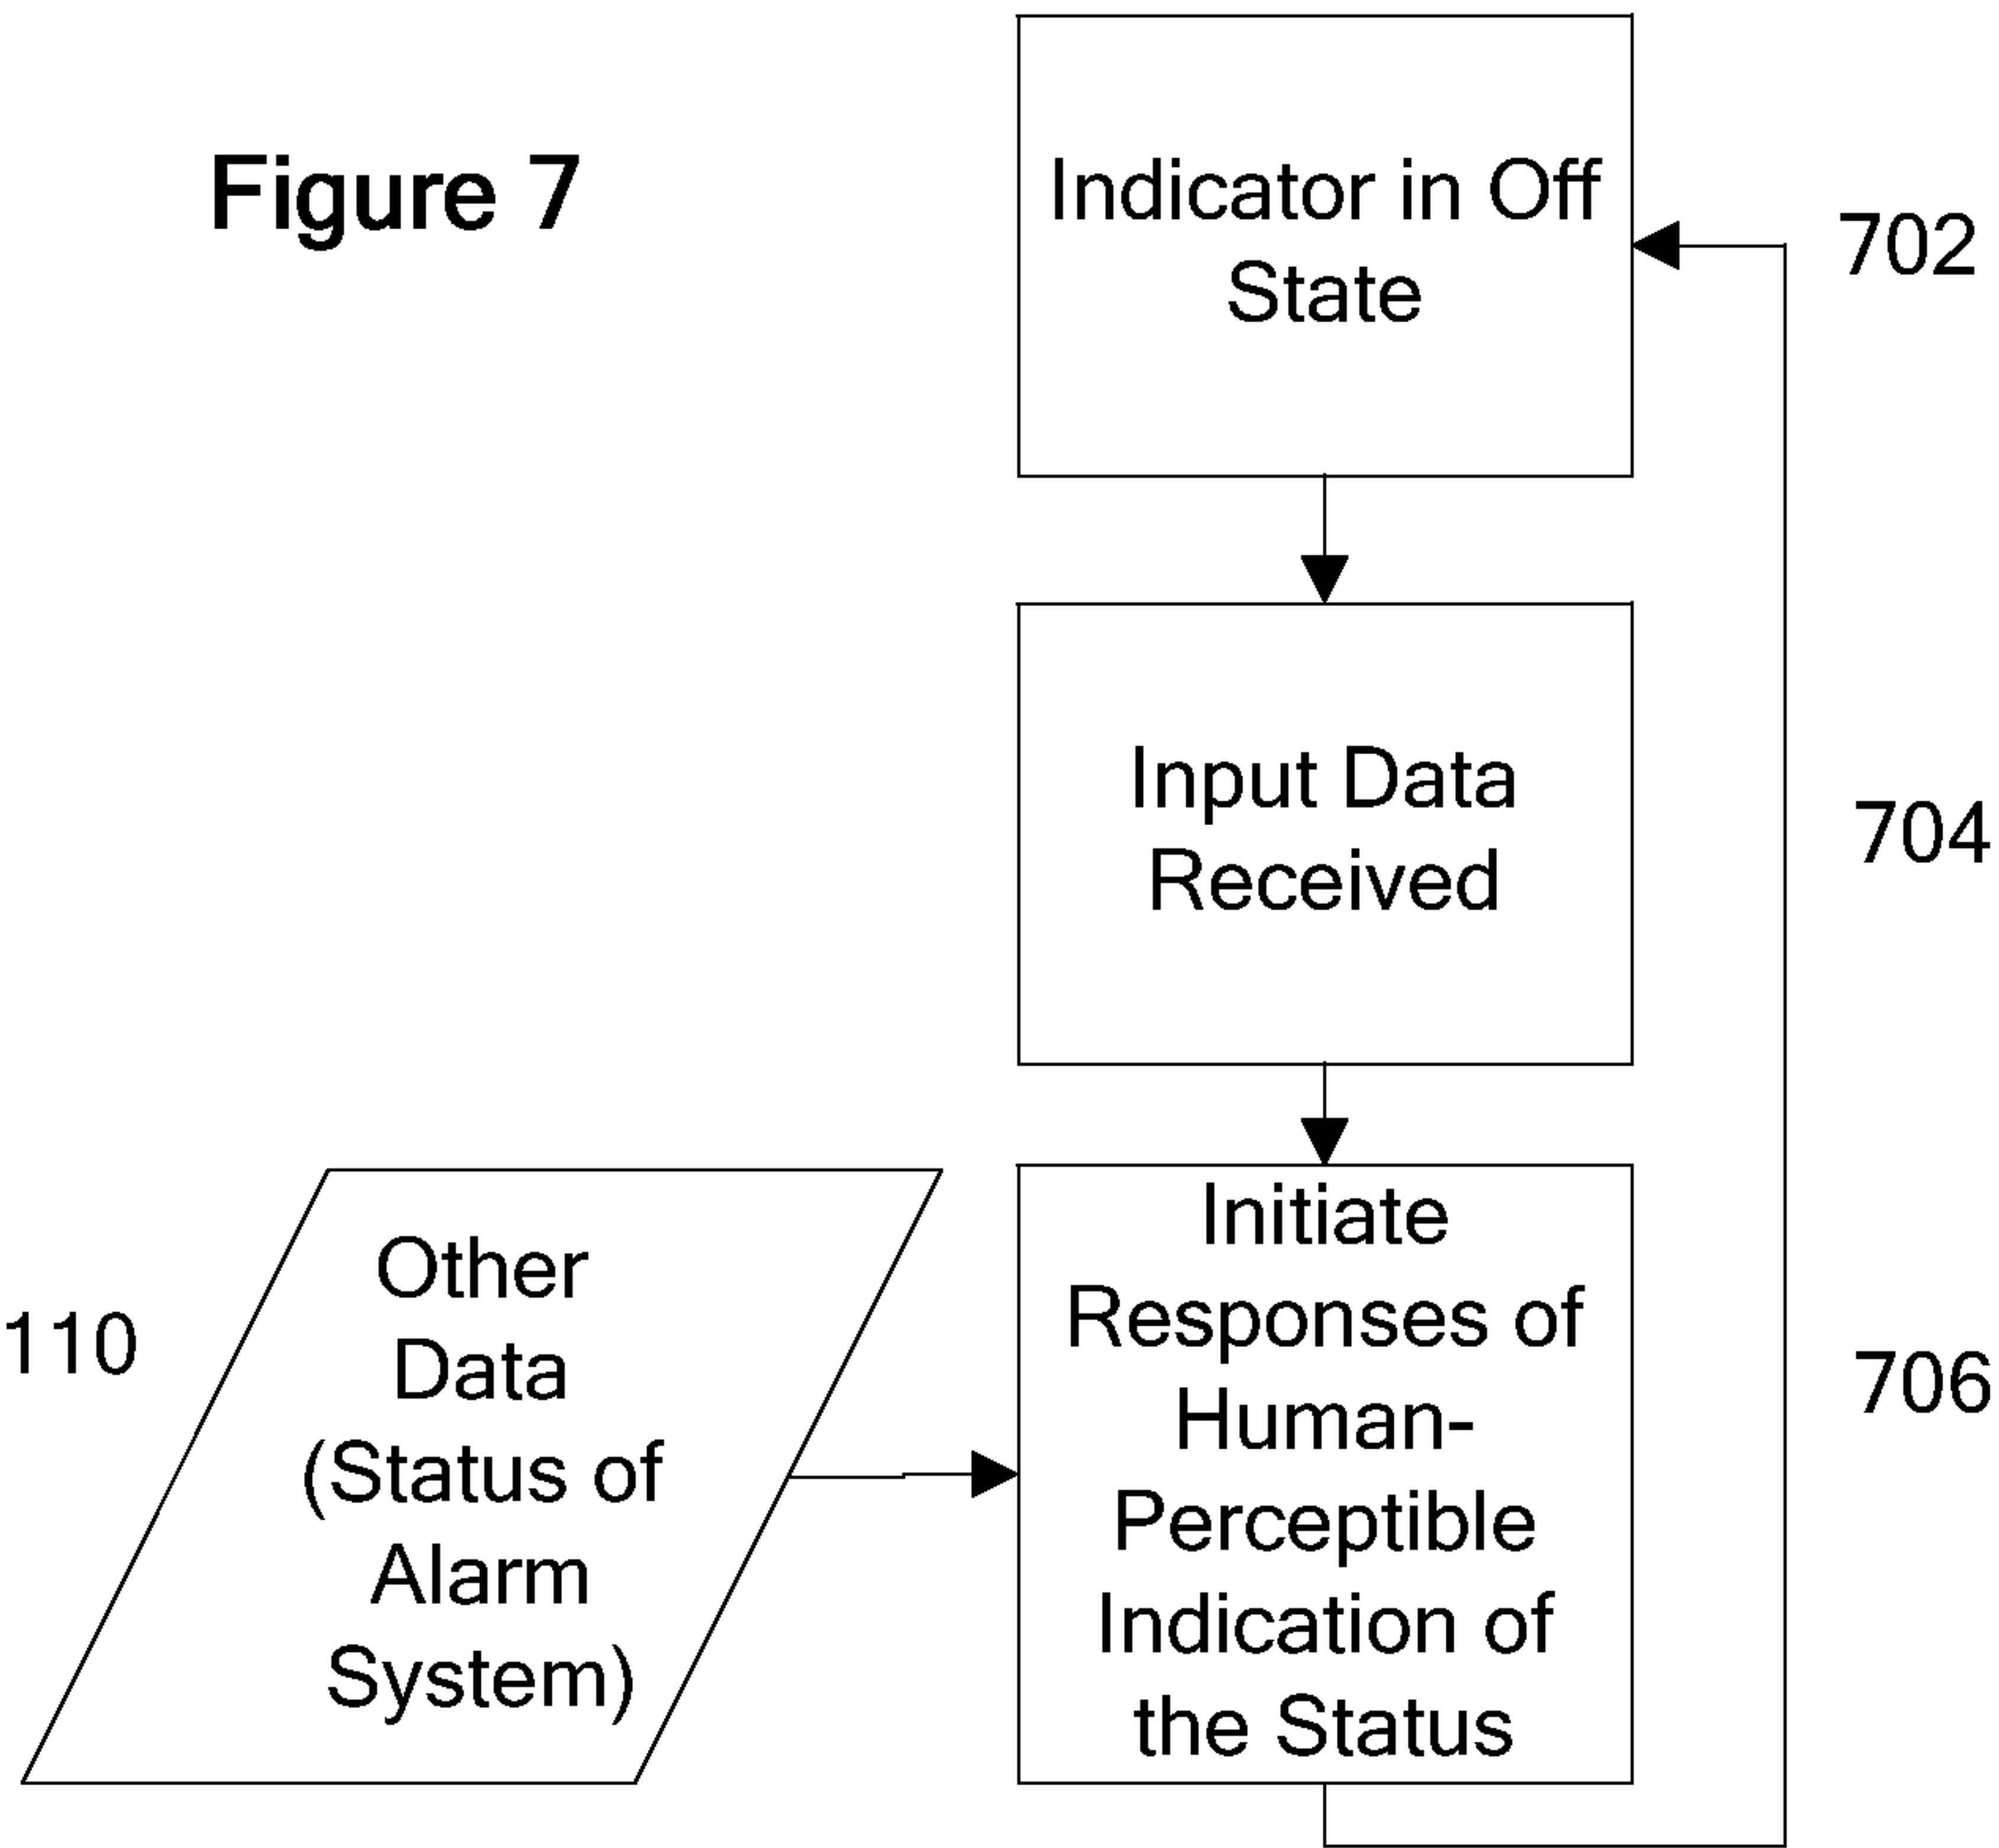 Figure 7
Indicator in Off
State
702
Input Data
Received
704
Other
Data
(Status of
Alarm
System)
110
Initiate
Responses of
Human-
Perceptible
Indication of
the Status
706